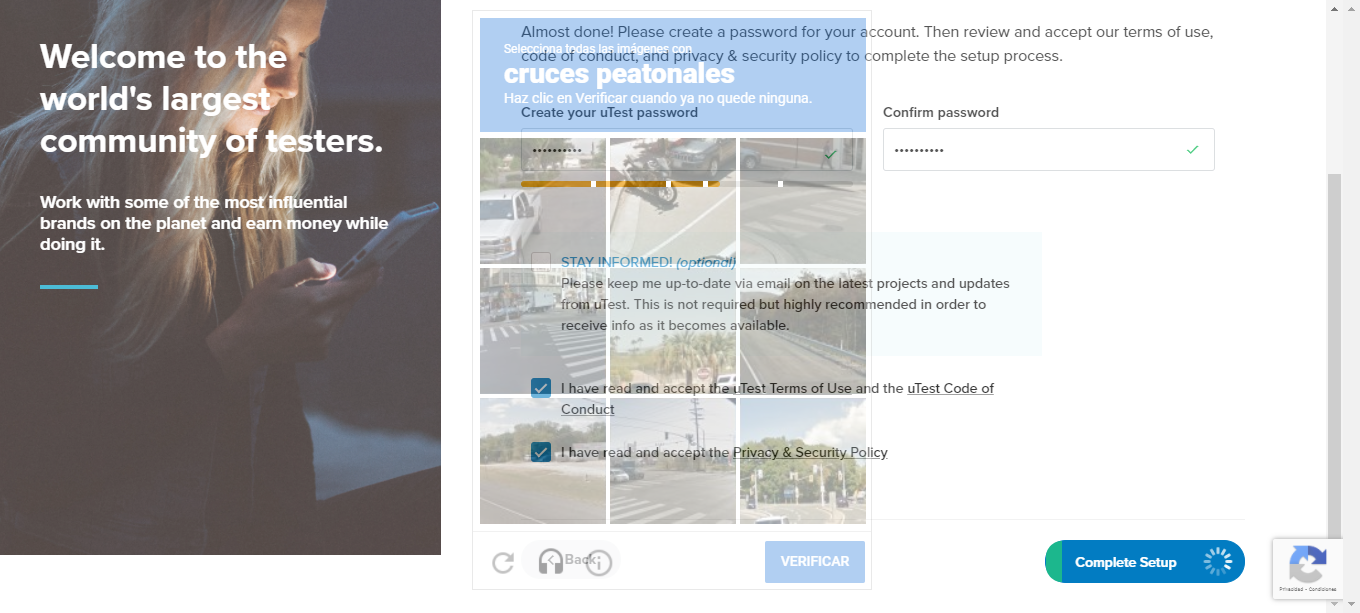 Welcome to the
world's largest
community of testers.
Work with some of the most influential
brands on the planet and earn money while
doing it.
Almost done! Please create a password for your account. Then review and accept our terms of use,
code of conduct, and privacy & security policy to complete the setup process.
Selecciona todas las imágenes con
cruces peatonales
Haz clic en Verificar cuando ya no quede ninguna.
Create your uTest password
Confirm password
STAY INFORMED! (optional)
Please keep me up-to-date via email on the latest projects and updates
from uTest. This is not required but highly recommended in order to
receive info as it becomes available.
I have read and accept the uTest Terms of Use and the uTest Code of
Conduct
I have read and accept the Privacy & Security Policy
Back
VERIFICAR
Complete Setup
Privacidad - Condiciones